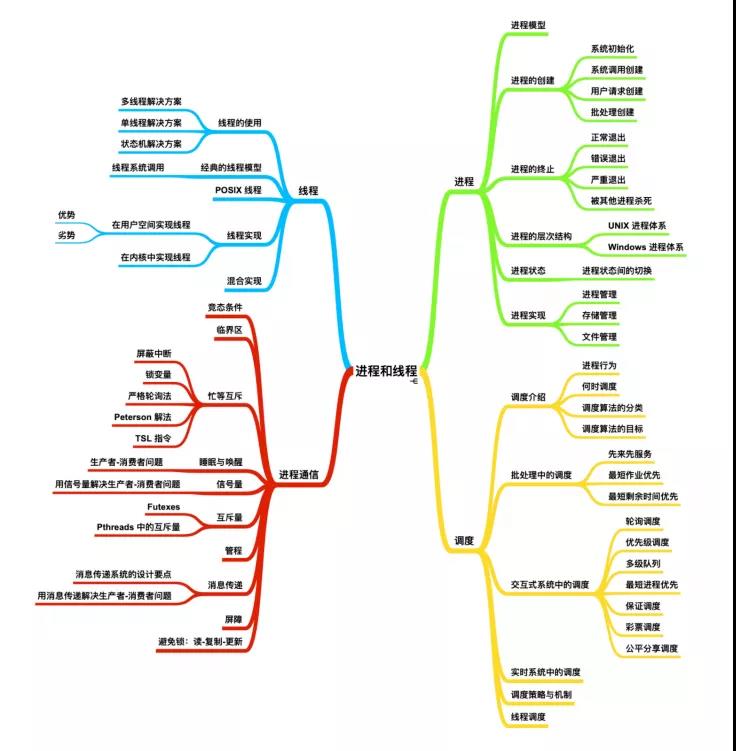 进程和线程
线程
线程的使用
多线程解决方案
单线程解决方案
状态机解决方案
经典的线程模型
线程系统调用
POSIX 线程
线程实现
在用户空间实现线程
优势
劣势
在内核中实现线程
混合实现
进程
进程模型
进程的创建
系统初始化
系统调用创建
用户请求创建
批处理创建
进程的终止
正常退出
错误退出
严重退出
被其他进程杀死
进程的层次结构
UNIX 进程体系
Windows 进程体系
进程状态
进程状态间的切换
进程实现
进程管理
存储管理
文件管理
进程通信
竞态条件
临界区
忙等互斥
屏蔽中断
锁变量
严格轮询法
Peterson 解法
TSL 指令
睡眠与唤醒
生产者-消费者问题
信号量
用信号量解决生产者-消费者问题
互斥量
Futexes
Pthreads 中的互斥量
管程
消息传递
消息传递系统的设计要点
用消息传递解决生产者-消费者问题
屏障
避免锁：读-复制-更新
调度
调度介绍
进程行为
何时调度
调度算法的分类
调度算法的目标
批处理中的调度
先来先服务
最短作业优先
最短剩余时间优先
交互式系统中的调度
轮询调度
优先级调度
多级队列
最短进程优先
保证调度
彩票调度
公平分享调度
实时系统中的调度
调度策略与机制
线程调度